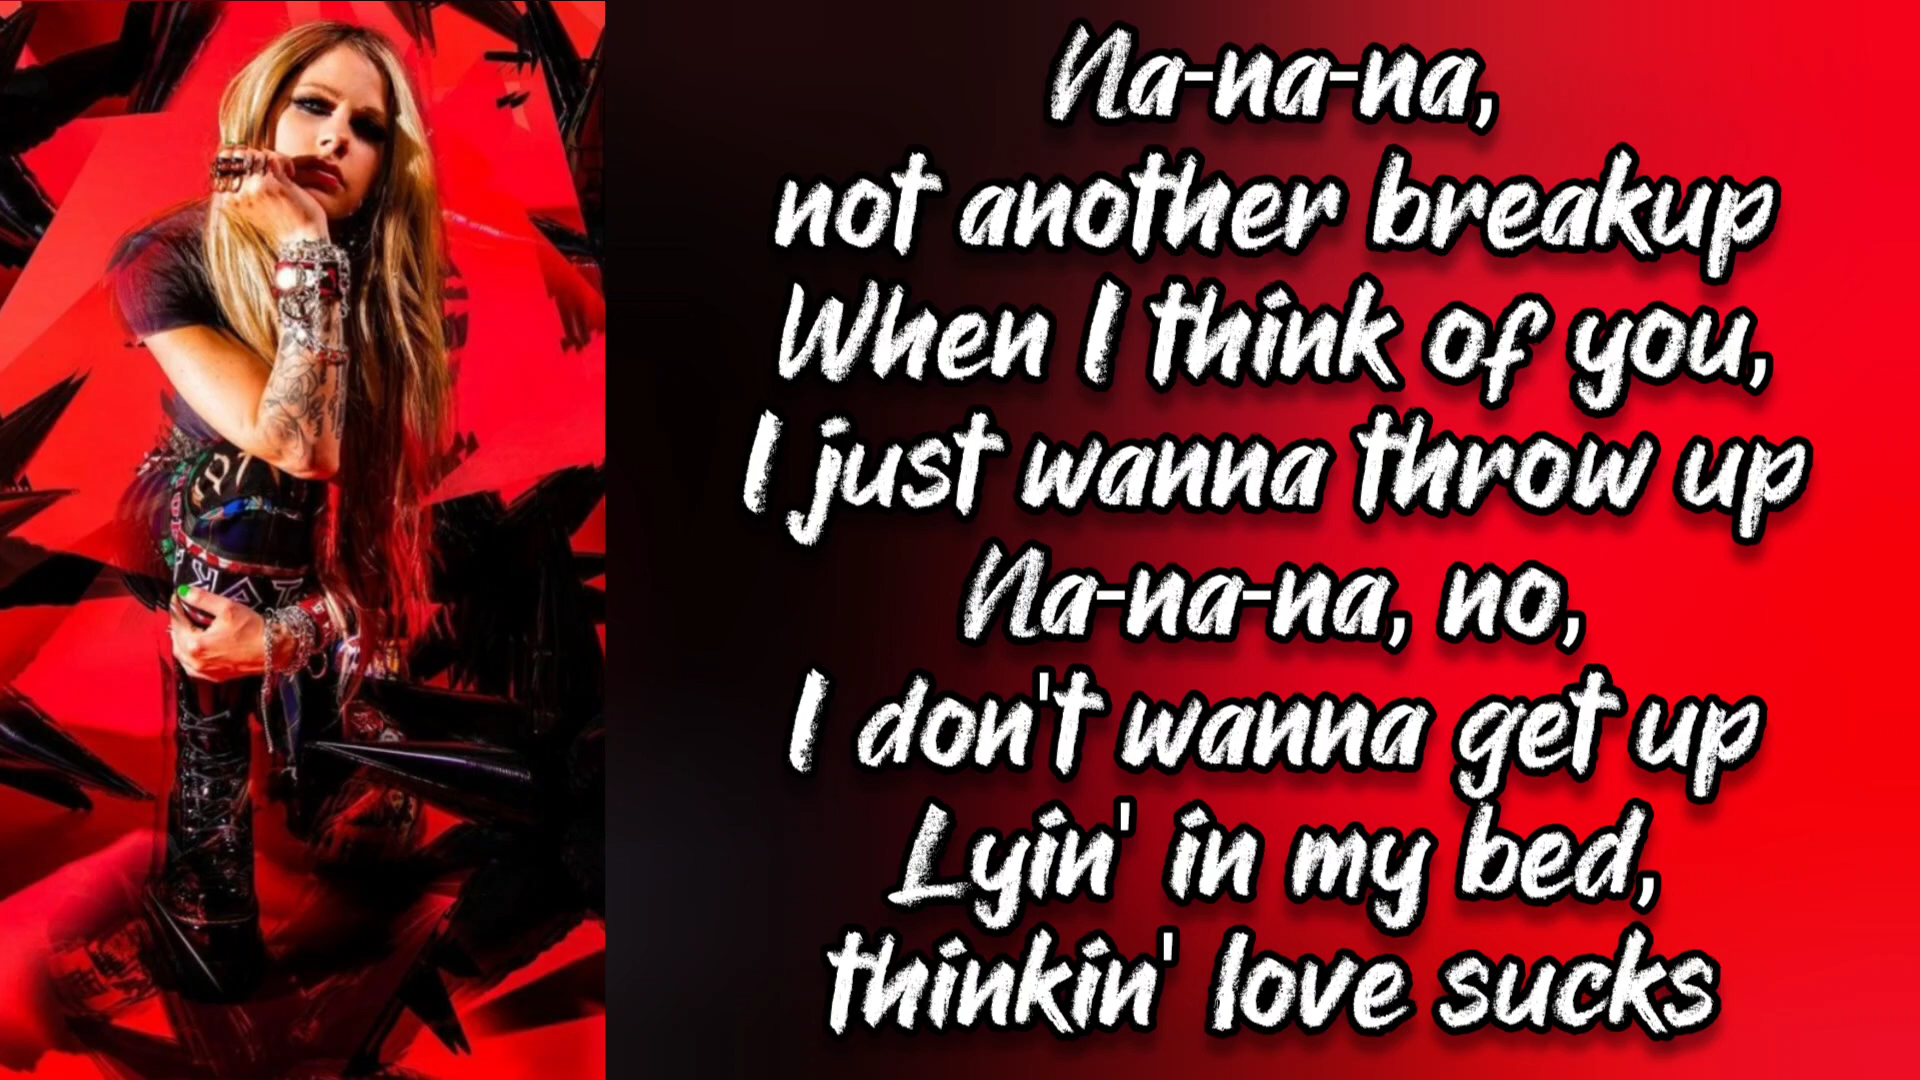 Na-na-na,
not another breakup
When I think of you,
I just wanna throw up
Na-na-na, no,
I don't wanna get up
Lyin' in my bed,
thinkin' love sucks